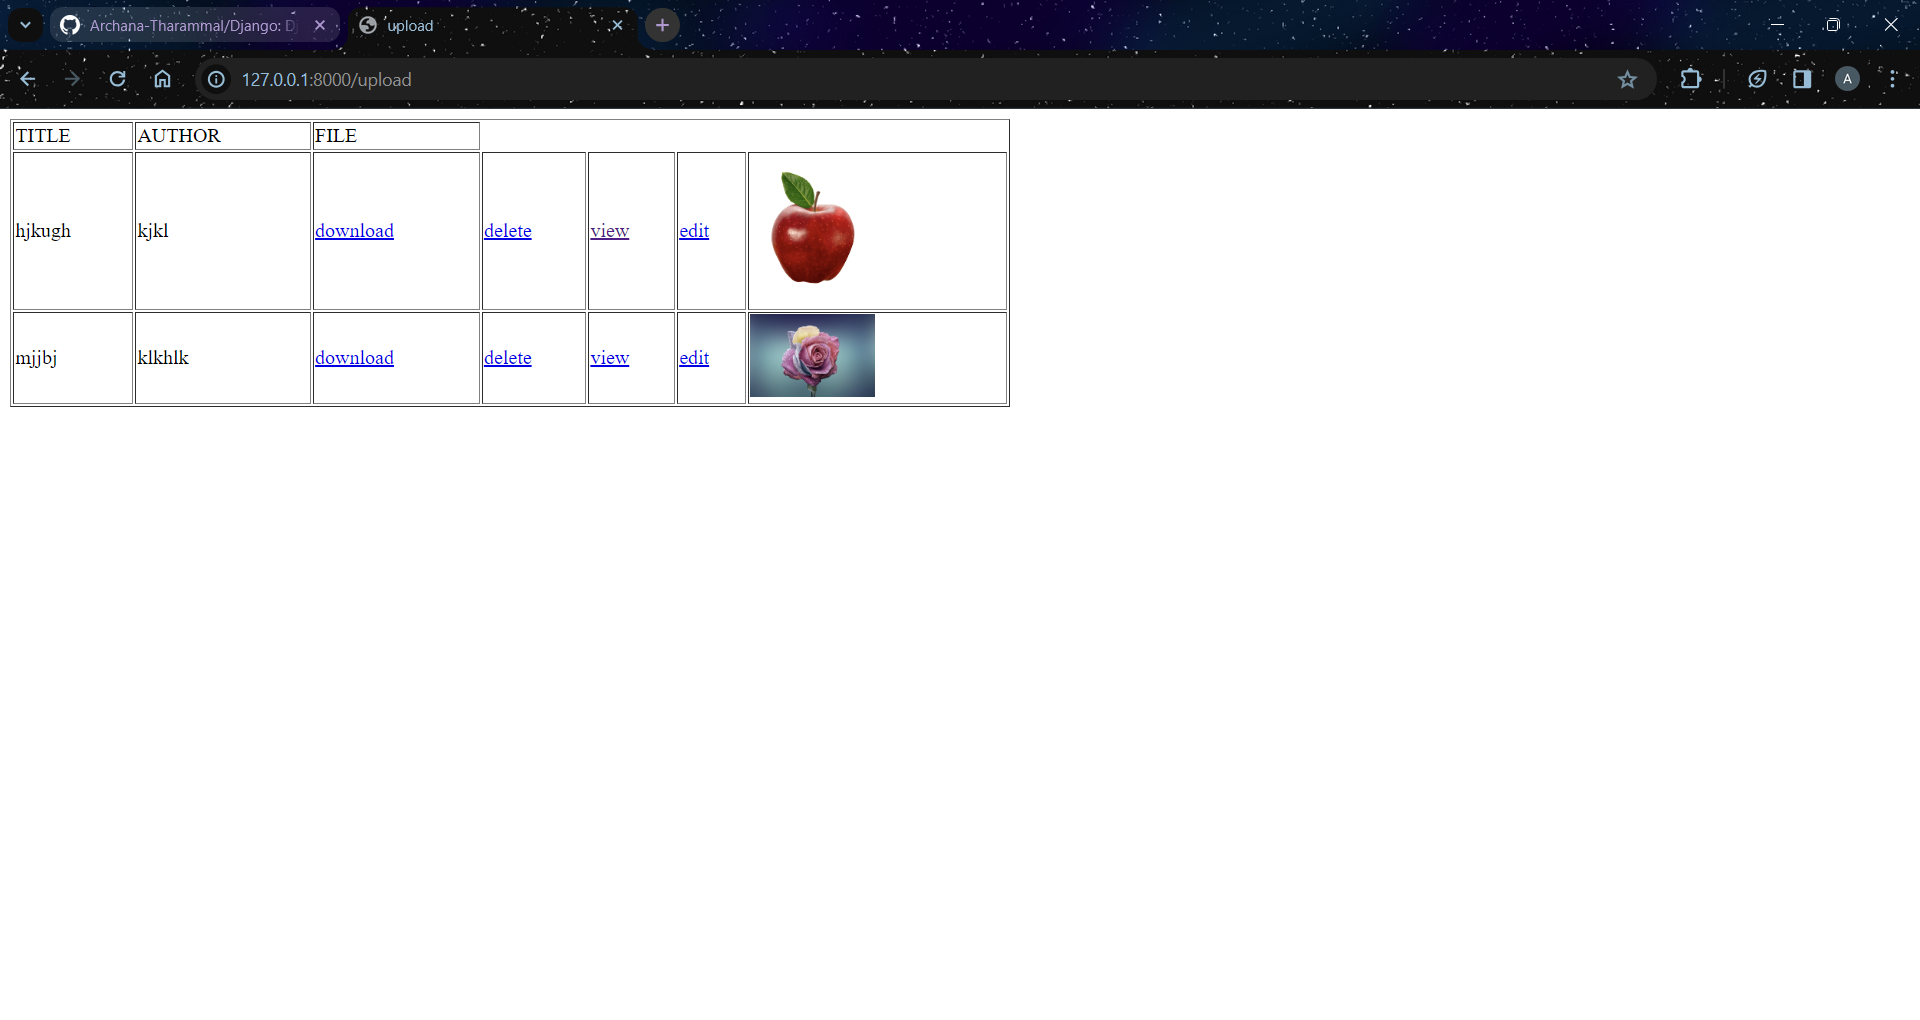 Archana-Tharammal/Django: D
upload
127.0.0.1:8000/upload
A
TITLE AUTHOR FILE
hjkugh kjkl download delete view edit
mjjbj klkhlk download delete view edit